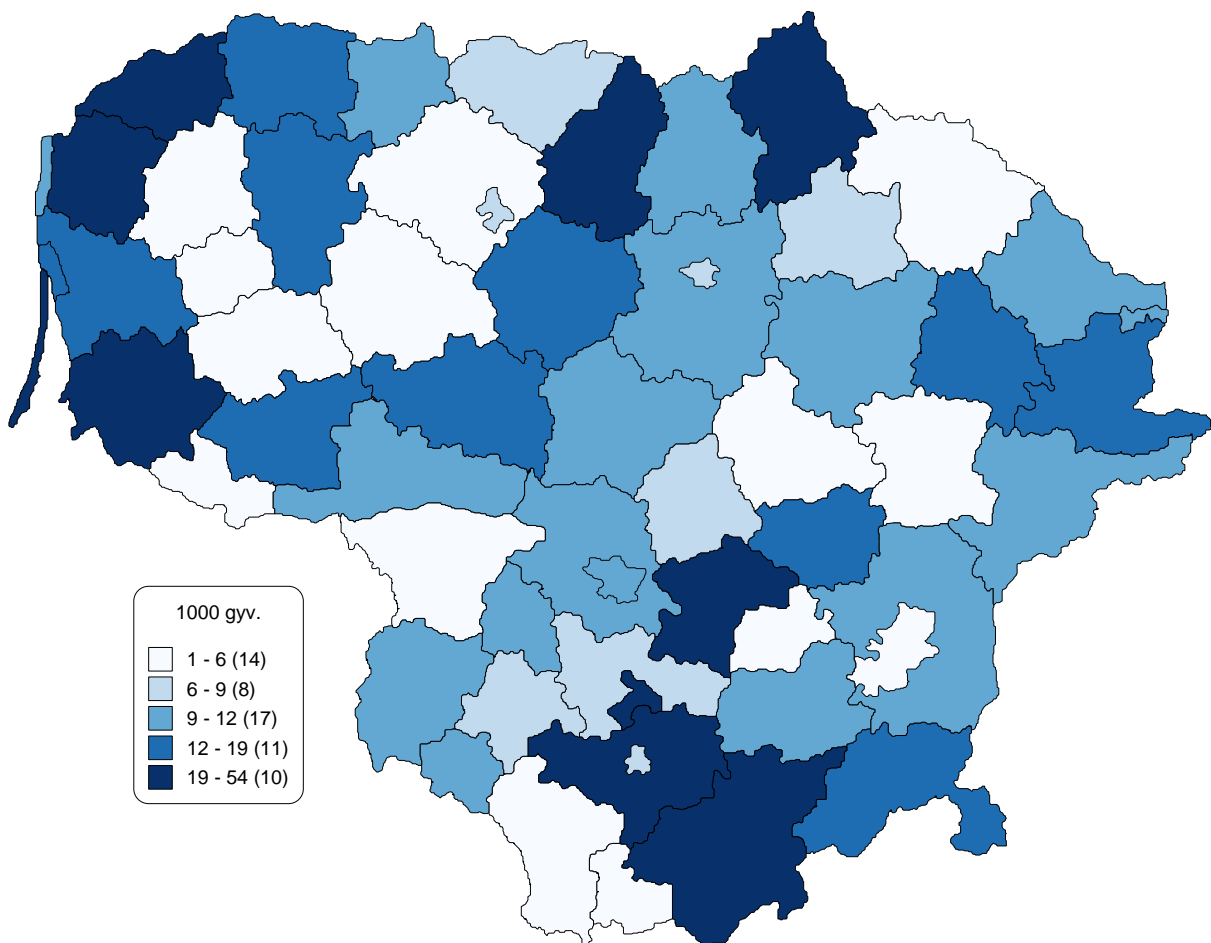 1000 gyv.
1 - 6 (14)
6 - 9 (8)
9 - 12 (17)
12 - 19 (11)
19 - 54 (10)